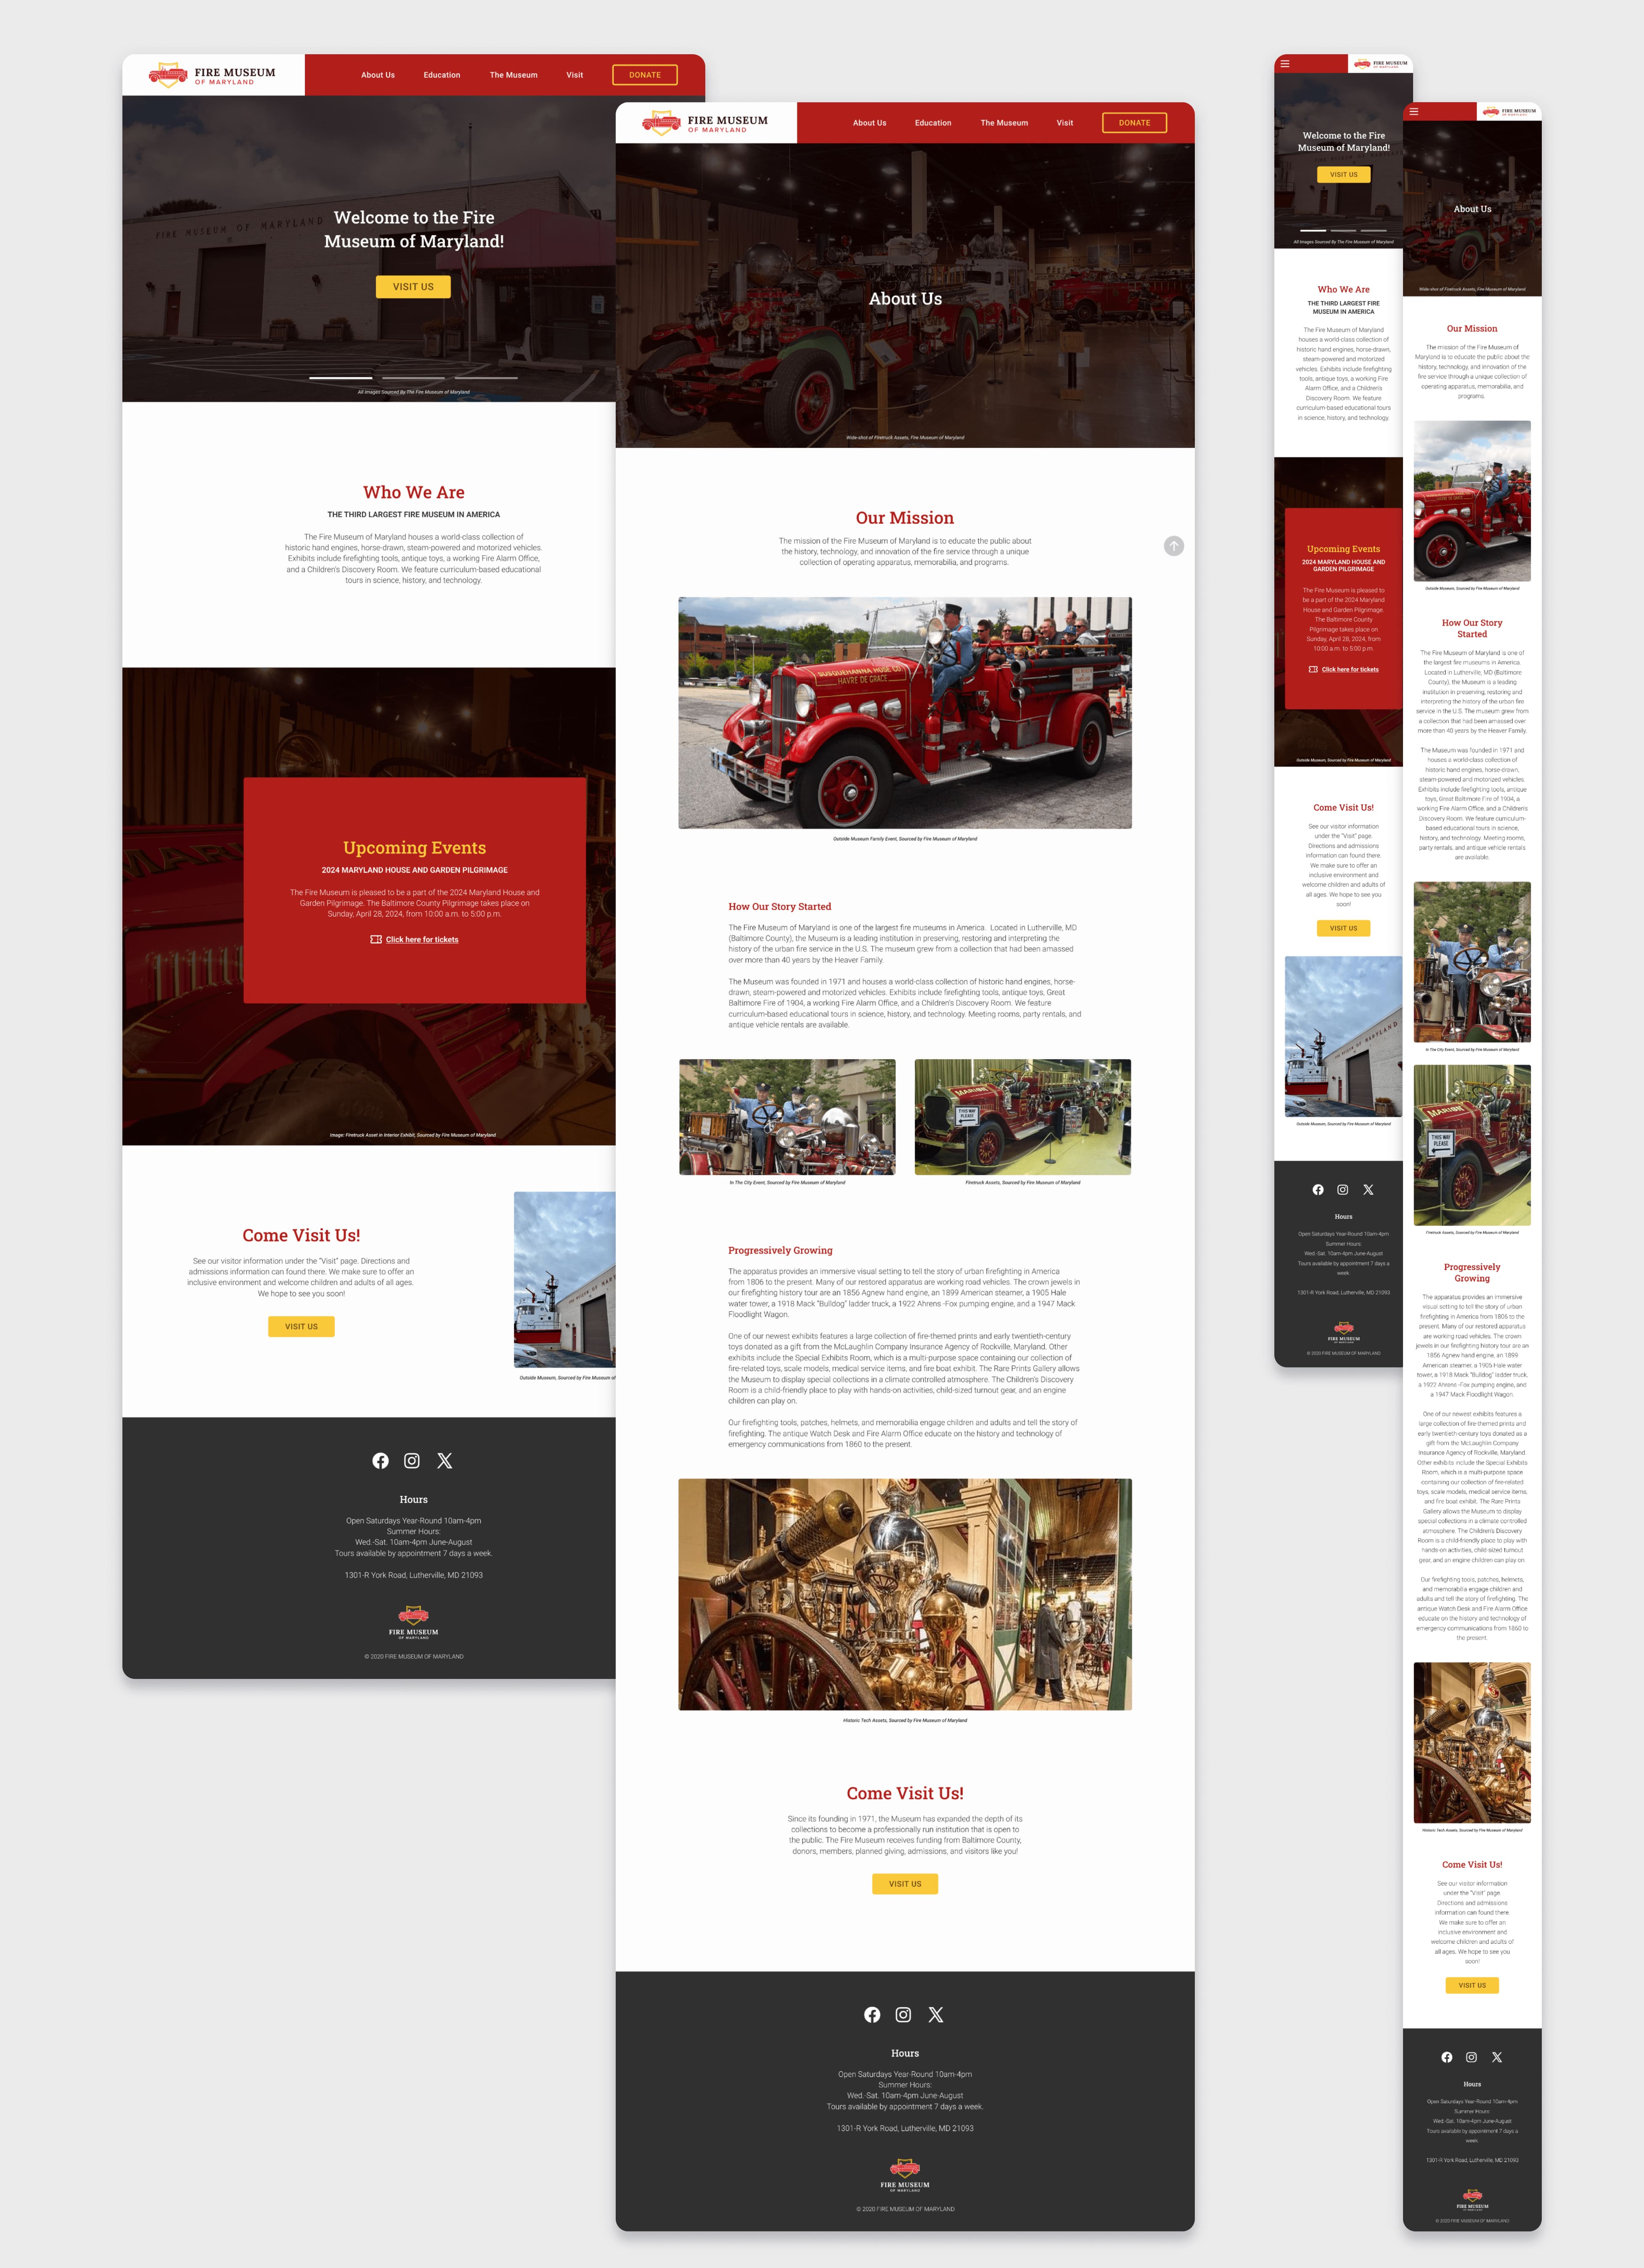 FIRE MUSEUM
OF MARYLAND
About Us
Education
The Museum
Visit
DONATE
FIRE MUSEUM OF MARYLAND
Welcome to the Fire
Museum of Maryland!
VISIT US
All Images Sourced By The Fire Museum of Maryland
Who We Are
THE THIRD LARGEST FIRE MUSEUM IN AMERICA
The Fire Museum of Maryland houses a world-class collection of
historic hand engines, horse-drawn, steam-powered and motorized vehicles.
Exhibits include firefighting tools, antique toys, a working Fire Alarm Office,
and a Children's Discovery Room. We feature curriculum-based educational
tours in science, history, and technology.
Upcoming Events
2024 MARYLAND HOUSE AND GARDEN PILGRIMAGE
The Fire Museum is pleased to be a part of the 2024 Maryland House and
Garden Pilgrimage. The Baltimore County Pilgrimage takes place on
Sunday, April 28, 2024, from 10:00 a.m. to 5:00 p.m.
Click here for tickets
Image: Firetruck Asset in Interior Exhibit, Sourced by Fire Museum of Maryland
Come Visit Us!
See our visitor information under the "Visit" page. Directions and
admissions information can found there. We make sure to offer an
inclusive environment and welcome children and adults of all ages.
We hope to see you soon!
VISIT US
Outside Museum, Sourced by Fire Museum of
Hours
Open Saturdays Year-Round 10am-4pm
Summer Hours:
Wed.-Sat. 10am-4pm June-August
Tours available by appointment 7 days a week.
1301-R York Road, Lutherville, MD 21093
FIRE MUSEUM
OF MARYLAND
© 2020 FIRE MUSEUM OF MARYLAND
FIRE MUSEUM
OF MARYLAND
About Us
Education
The Museum
Visit
DONATE
About Us
Wide-shot of Firetruck Assets, Fire Museum of Maryland
Our Mission
The mission of the Fire Museum of Maryland is to educate the public about
the history, technology, and innovation of the fire service through a unique
collection of operating apparatus, memorabilia, and programs.
SUSQUEHANNA HOSE CO
HAVRE DE GRACE
Outside Museum Family Event, Sourced by Fire Museum of Maryland
How Our Story Started
The Fire Museum of Maryland is one of the largest fire museums in America. Located in Lutherville, MD
(Baltimore County), the Museum is a leading institution in preserving, restoring and interpreting the
history of the urban fire service in the U.S. The museum grew from a collection that had been amassed
over more than 40 years by the Heaver Family.
The Museum was founded in 1971 and houses a world-class collection of historic hand engines, horse-
drawn, steam-powered and motorized vehicles. Exhibits include firefighting tools, antique toys, Great
Baltimore Fire of 1904, a working Fire Alarm Office, and a Children's Discovery Room. We feature
curriculum-based educational tours in science, history, and technology. Meeting rooms, party rentals, and
antique vehicle rentals are available.
In The City Event, Sourced by Fire Museum of Maryland
MARION
THIS WAY
PLEASE
Firetruck Assets, Sourced by Fire Museum of Maryland
Progressively Growing
The apparatus provides an immersive visual setting to tell the story of urban firefighting in America
from 1806 to the present. Many of our restored apparatus are working road vehicles. The crown jewels in
our firefighting history tour are an 1856 Agnew hand engine, an 1899 American steamer, a 1905 Hale
water tower, a 1918 Mack "Bulldog" ladder truck, a 1922 Ahrens -Fox pumping engine, and a 1947 Mack
Floodlight Wagon.
One of our newest exhibits features a large collection of fire-themed prints and early twentieth-century
toys donated as a gift from the McLaughlin Company Insurance Agency of Rockville, Maryland. Other
exhibits include the Special Exhibits Room, which is a multi-purpose space containing our collection of
fire-related toys, scale models, medical service items, and fire boat exhibit. The Rare Prints Gallery allows
the Museum to display special collections in a climate controlled atmosphere. The Children's Discovery
Room is a child-friendly place to play with hands-on activities, child-sized turnout gear, and an engine
children can play on.
Our firefighting tools, patches, helmets, and memorabilia engage children and adults and tell the story of
firefighting. The antique Watch Desk and Fire Alarm Office educate on the history and technology of
emergency communications from 1860 to the present.
Historic Tech Assets, Sourced by Fire Museum of Maryland
Come Visit Us!
Since its founding in 1971, the Museum has expanded the depth of its
collections to become a professionally run institution that is open to
the public. The Fire Museum receives funding from Baltimore County,
donors, members, planned giving, admissions, and visitors like you!
VISIT US
Hours
Open Saturdays Year-Round 10am-4pm
Summer Hours:
Wed.-Sat. 10am-4pm June-August
Tours available by appointment 7 days a week.
1301-R York Road, Lutherville, MD 21093
FIRE MUSEUM
OF MARYLAND
© 2020 FIRE MUSEUM OF MARYLAND
FIRE MUSEUM
OF MARYLAND
Welcome to the Fire
Museum of Maryland!
VISIT US
All Images Sourced By The Fire Museum of Maryland
Who We Are
THE THIRD LARGEST FIRE
MUSEUM IN AMERICA
The Fire Museum of Maryland
houses a world-class collection of
historic hand engines, horse-drawn,
steam-powered and motorized
vehicles. Exhibits include firefighting
tools, antique toys, a working Fire
Alarm Office, and a Children's
Discovery Room. We feature
curriculum-based educational tours
in science, history, and technology.
Upcoming Events
2024 MARYLAND HOUSE AND
GARDEN PILGRIMAGE
The Fire Museum is pleased to
be a part of the 2024 Maryland
House and Garden Pilgrimage.
The Baltimore County
Pilgrimage takes place on
Sunday, April 28, 2024, from
10:00 a.m. to 5:00 p.m.
Click here for tickets
Outside Museum, Sourced by Fire Museum of Maryland
Come Visit Us!
See our visitor information
under the "Visit" page.
Directions and admissions
information can found there.
We make sure to offer an
inclusive environment and
welcome children and adults of
all ages. We hope to see you
soon!
VISIT US
FIRE MUSEUM OF MARYLAND
Outside Museum, Sourced by Fire Museum of Maryland
Hours
Open Saturdays Year-Round 10am-4pm
Summer Hours:
Wed.-Sat. 10am-4pm June-August
Tours available by appointment 7 days a
week.
1301-R York Road, Lutherville, MD 21093
FIRE MUSEUM
OF MARYLAND
© 2020 FIRE MUSEUM OF MARYLAND
FIRE MUSEUM
OF MARYLAND
About Us
Wide-shot of Firetruck Assets, Fire Museum of Maryland
Our Mission
The mission of the Fire Museum of
Maryland is to educate the public about the
history, technology, and innovation of the
fire service through a unique collection of
operating apparatus, memorabilia, and
programs.
Outside Museum, Sourced by Fire Museum of Maryland
How Our Story
Started
The Fire Museum of Maryland is one of
the largest fire museums in America.
Located in Lutherville, MD (Baltimore
County), the Museum is a leading
institution in preserving, restoring and
interpreting the history of the urban fire
service in the U.S. The museum grew from
a collection that had been amassed over
more than 40 years by the Heaver Family.
The Museum was founded in 1971 and
houses a world-class collection of
historic hand engines, horse-drawn,
steam-powered and motorized vehicles.
Exhibits include firefighting tools, antique
toys, Great Baltimore Fire of 1904, a
working Fire Alarm Office, and a Children's
Discovery Room. We feature curriculum-
based educational tours in science,
history, and technology. Meeting rooms,
party rentals, and antique vehicle rentals
are available.
In The City Event, Sourced by Fire Museum of Maryland
MARION
THIS WAY
PLEASE
Firetruck Assets, Sourced by Fire Museum of Maryland
Progressively
Growing
The apparatus provides an immersive
visual setting to tell the story of urban
firefighting in America from 1806 to the
present. Many of our restored apparatus
are working road vehicles. The crown
jewels in our firefighting history tour are an
1856 Agnew hand engine, an 1899
American steamer, a 1905 Hale water
tower, a 1918 Mack "Bulldog" ladder truck,
a 1922 Ahrens -Fox pumping engine, and
a 1947 Mack Floodlight Wagon.
One of our newest exhibits features a
large collection of fire-themed prints and
early twentieth-century toys donated as a
gift from the McLaughlin Company
Insurance Agency of Rockville, Maryland.
Other exhibits include the Special Exhibits
Room, which is a multi-purpose space
containing our collection of fire-related
toys, scale models, medical service items,
and fire boat exhibit. The Rare Prints
Gallery allows the Museum to display
special collections in a climate controlled
atmosphere. The Children's Discovery
Room is a child-friendly place to play with
hands-on activities, child-sized turnout
gear, and an engine children can play on.
Our firefighting tools, patches, helmets,
and memorabilia engage children and
adults and tell the story of firefighting. The
antique Watch Desk and Fire Alarm Office
educate on the history and technology of
emergency communications from 1860 to
the present.
Historic Tech Assets, Sourced by Fire Museum of Maryland
Come Visit Us!
See our visitor information
under the "Visit" page.
Directions and admissions
information can found there.
We make sure to offer an
inclusive environment and
welcome children and adults of
all ages. We hope to see you
soon!
VISIT US
Hours
Open Saturdays Year-Round 10am-4pm
Summer Hours:
Wed.-Sat. 10am-4pm June-August
Tours available by appointment 7 days a
week.
1301-R York Road, Lutherville, MD 21093
FIRE MUSEUM
OF MARYLAND
© 2020 FIRE MUSEUM OF MARYLAND